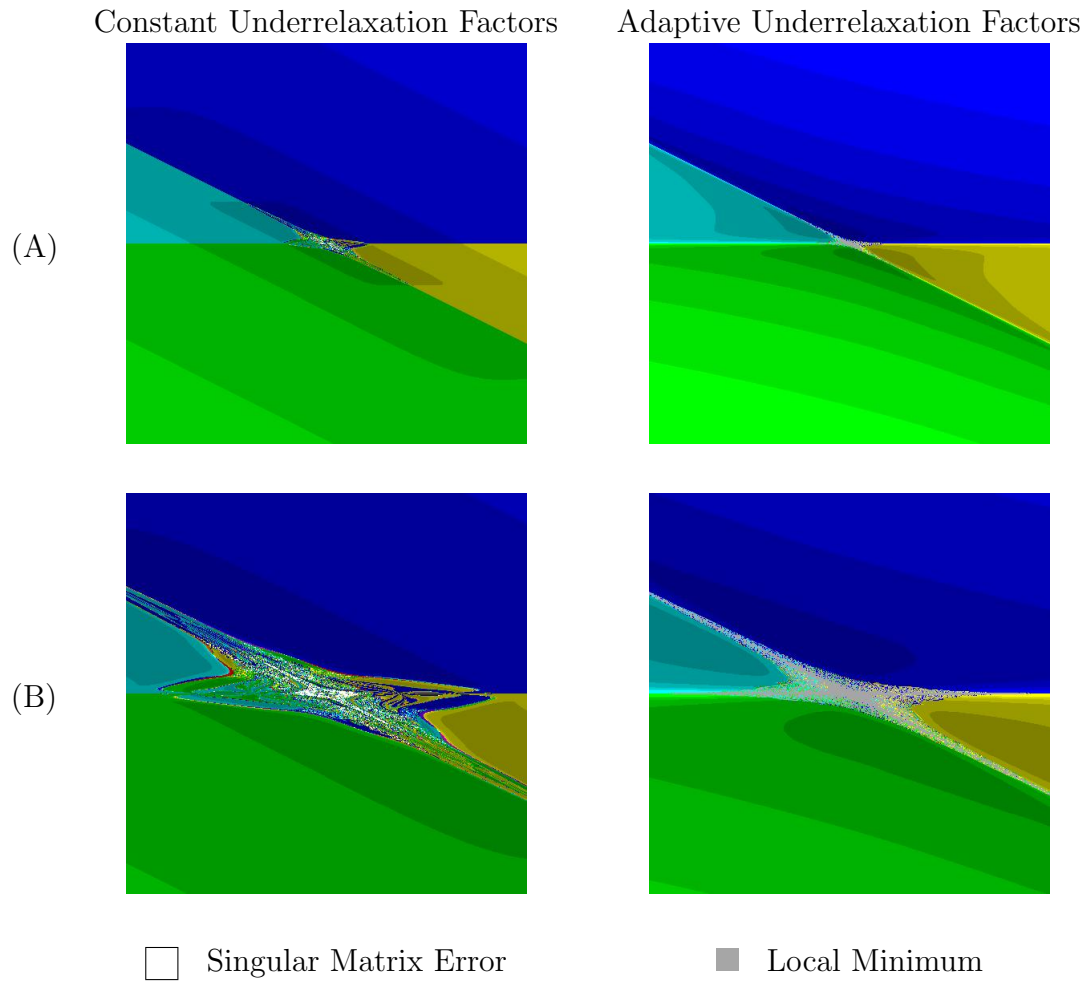 Constant Underrelaxation Factors
Adaptive Underrelaxation Factors
(A)
(B)
Singular Matrix Error
Local Minimum